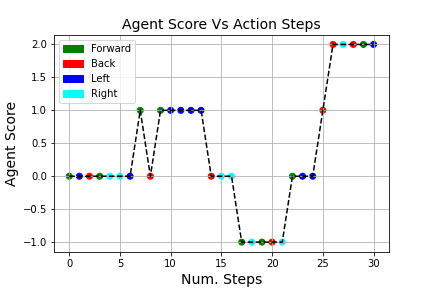 Agent Score Vs Action Steps
Agent Score
2.0
1.5
1.0
0.5
0.0
−0.5
−1.0
Forward
Back
Left
Right
0 5 10 15 20 25 30
Num. Steps